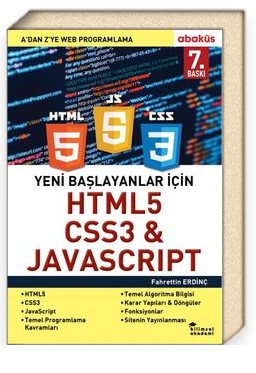 A'DAN Z'YE WEB PROGRAMLAMA
abaküs
7.
BASKI
JS
HTML
CSS
5
5
3
YENİ BAŞLAYANLAR İÇİN
HTML5
CSS3 &
JAVASCRIPT
Fahrettin ERDİNÇ
• HTML5
• CSS3
• JavaScript
• Temel Programlama
Kavramları
• Temel Algoritma Bilgisi
• Karar Yapıları & Döngüler
• Fonksiyonlar
• Sitenin Yayınlanması
bilimsel
akademi